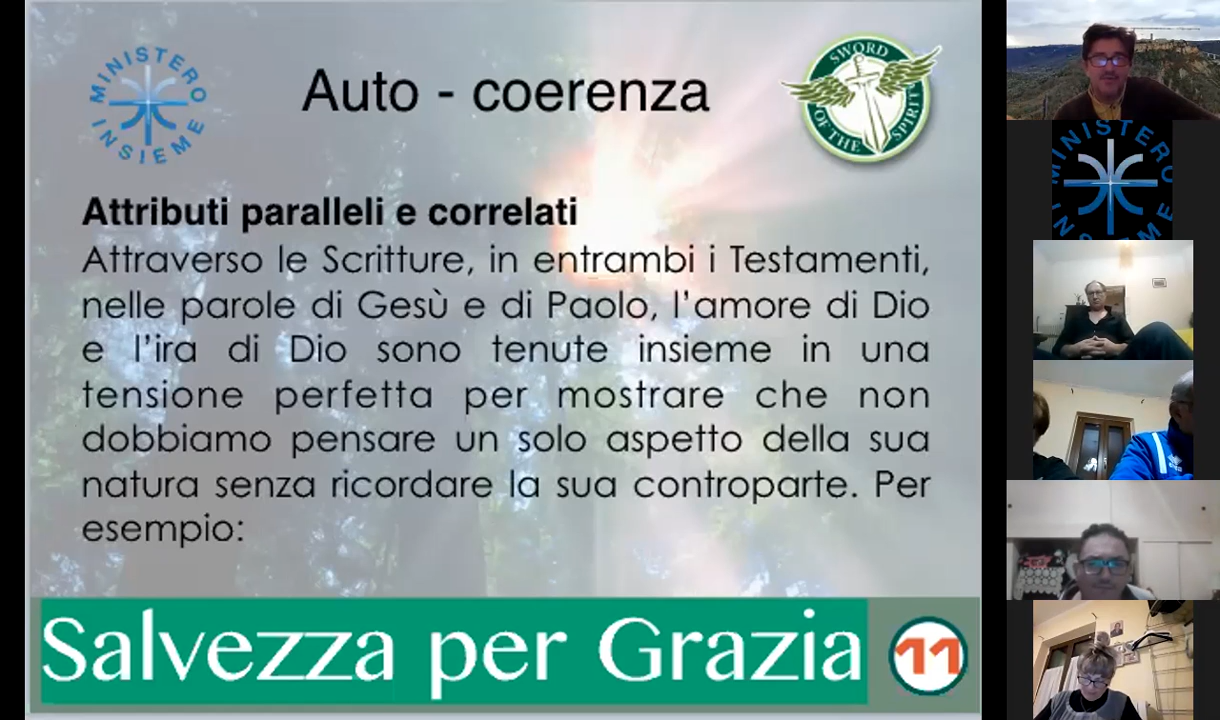 MINISTERO INSIEME
Auto - coerenza
SWORD OF THE SPIRIT
Attributi paralleli e correlati
Attraverso le Scritture, in entrambi i Testamenti,
nelle parole di Gesù e di Paolo, l'amore di Dio
e l'ira di Dio sono tenute insieme in una
tensione perfetta per mostrare che non
dobbiamo pensare un solo aspetto della sua
natura senza ricordare la sua controparte. Per
esempio:
Salvezza per Grazia
11
MINISTERO INSIEME